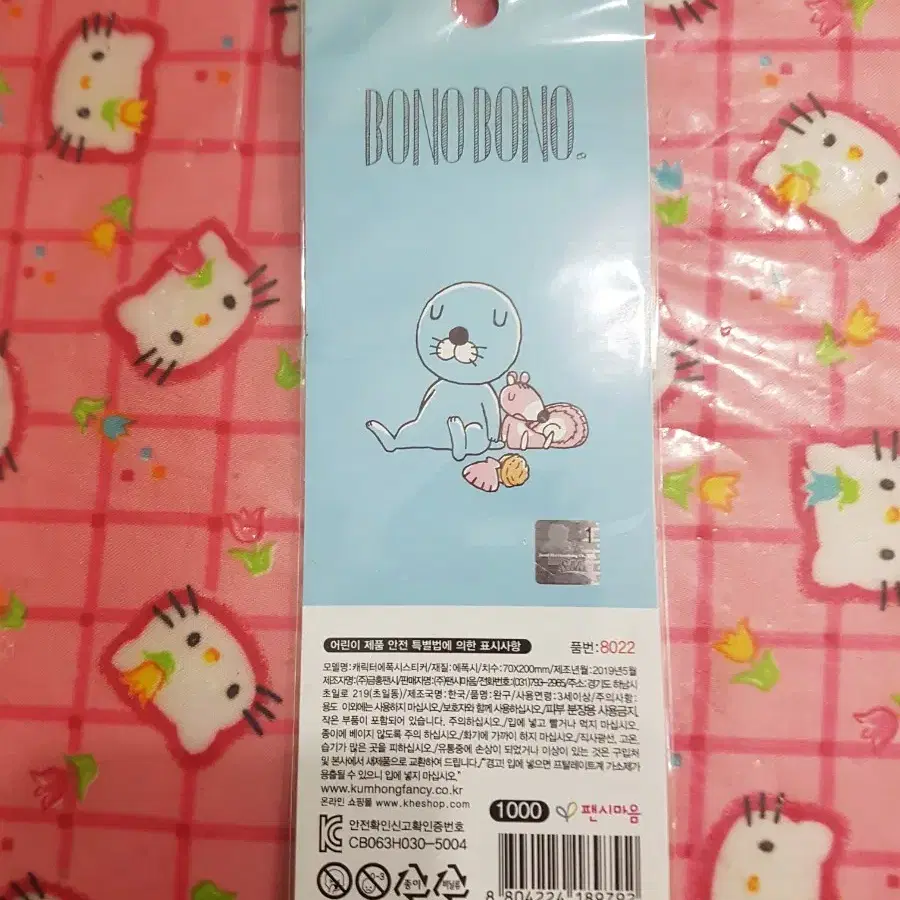 BONOBONO
1
어린이 제품 안전 특별법에 의한 표시사항
품번:8022
모델명:캐릭터에폭시스티커/재질:에폭시/치수:70X200mm/제조년월:2019년5월
제조자명:(주)금홍팬시/판매자명:(주)팬시마음/전화번호:(031)793-2965/주소:경기도 하남시
초일로 219(초일동)/제조국명:한국/품명:완구/사용연령:3세이상/주의사항:
용도 이외에는 사용하지 마십시오/보호자와 함께 사용하십시오/피부 분장용 사용금지,
작은 부품이 포함되어 있습니다. 주의하십시오/입에 넣고 빨거나 먹지 마십시오.
종이에 베이지 않도록 주의 하십시오/화기에 가까이 하지 마십시오/직사광선, 고온,
습기가 많은 곳을 피하십시오/유통중에 손상이 되었거나 이상이 있는 것은 구입처
및 본사에서 새제품으로 교환하여 드립니다./"경고! 입에 넣으면 프탈레이트계 가소제가
용출될 수 있으니 입에 넣지 마십시오."
www.kumhongfancy.co.kr
온라인 쇼핑몰 www.kheshop.com
1000 팬시마음
안전확인신고확인증번호
CB063H030-5004
0-3
종이
비닐류
8 804224 189792